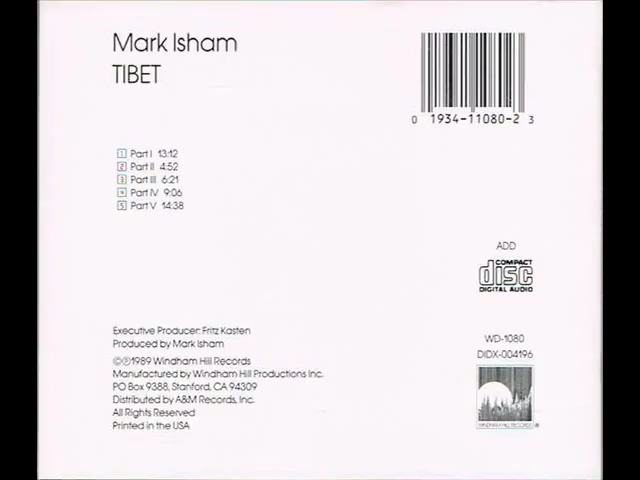 Mark Isham
TIBET
0 1934-11080-2 3
1 Part I 13:12
2 Part II 4:52
3 Part III 6:21
4 Part IV 9:06
5 Part V 14:38
ADD
COMPACT
disc
DIGITAL AUDIO
Executive Producer: Fritz Kasten
Produced by Mark Isham
WD-1080
DIDX-004196
©℗1989 Windham Hill Records
Manufactured by Windham Hill Productions Inc.
PO Box 9388, Stanford, CA 94309
Distributed by A&M Records, Inc.
All Rights Reserved
Printed in the USA
WINDHAM HILL RECORDS ®